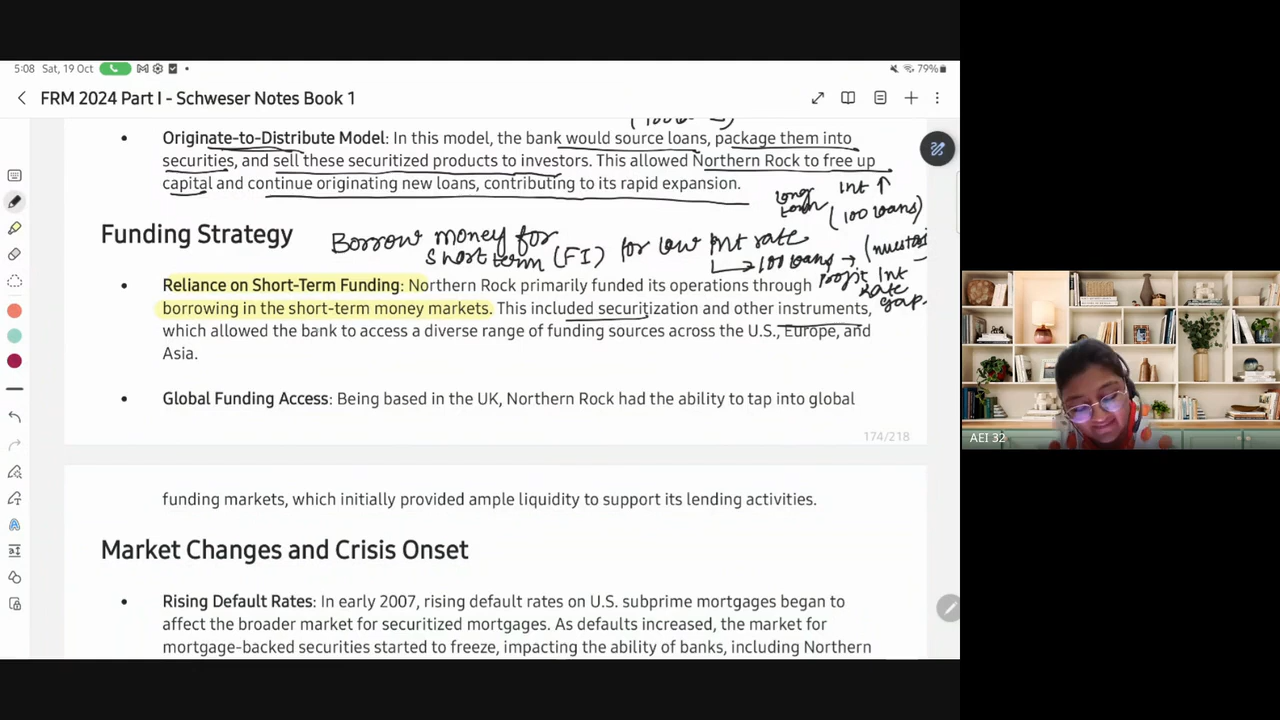 5:08 Sat, 19 Oct
79%
FRM 2024 Part I - Schweser Notes Book 1
• Originate-to-Distribute Model: In this model, the bank would source loans, package them into
securities, and sell these securitized products to investors. This allowed Northern Rock to free up
capital and continue originating new loans, contributing to its rapid expansion.
Long Int ↑
Loan (100 loans)
Funding Strategy
Borrow money for
short term (FI) for low Int rate
→ 100 loans → (investor
Profit Int
rate
gap
• Reliance on Short-Term Funding: Northern Rock primarily funded its operations through
borrowing in the short-term money markets. This included securitization and other instruments,
which allowed the bank to access a diverse range of funding sources across the U.S., Europe, and
Asia.
• Global Funding Access: Being based in the UK, Northern Rock had the ability to tap into global
174/218
funding markets, which initially provided ample liquidity to support its lending activities.
Market Changes and Crisis Onset
• Rising Default Rates: In early 2007, rising default rates on U.S. subprime mortgages began to
affect the broader market for securitized mortgages. As defaults increased, the market for
mortgage-backed securities started to freeze, impacting the ability of banks, including Northern
AEI 32